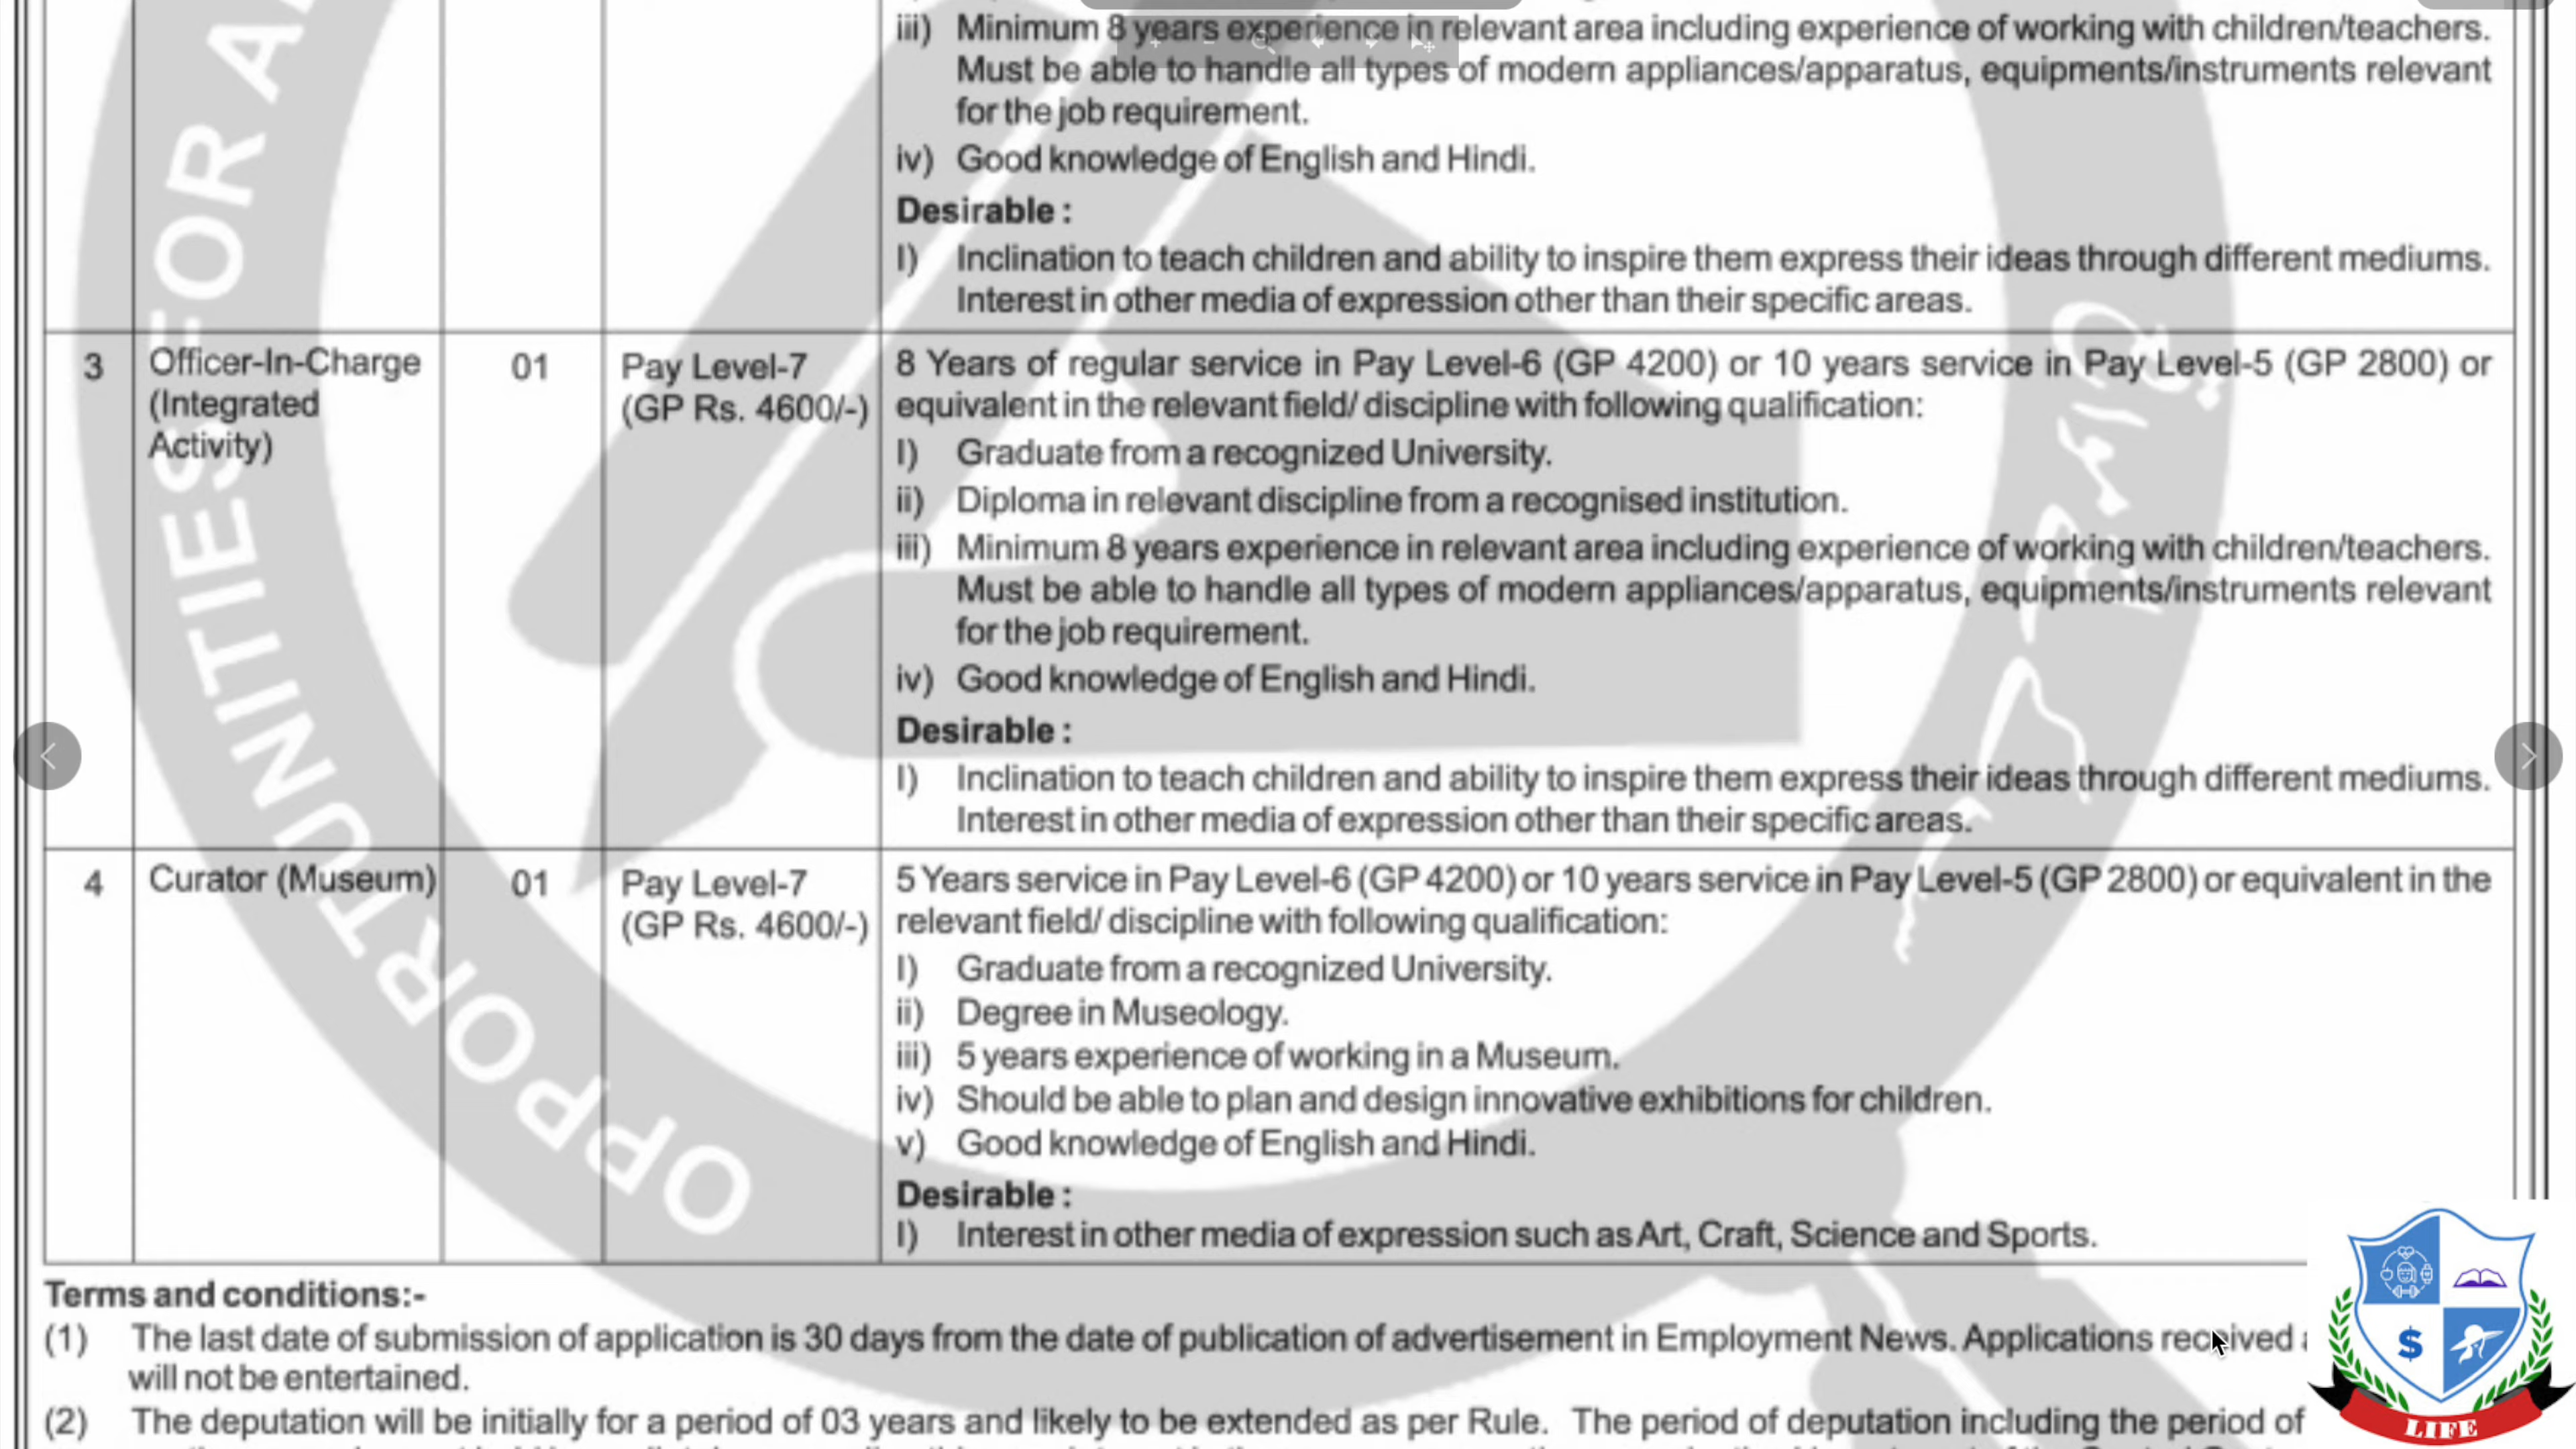 iii) Minimum 8 years experience in relevant area including experience of working with children/teachers.
Must be able to handle all types of modern appliances/apparatus, equipments/instruments relevant
for the job requirement.
iv) Good knowledge of English and Hindi.
Desirable :
I) Inclination to teach children and ability to inspire them express their ideas through different mediums.
Interest in other media of expression other than their specific areas.
3 Officer-In-Charge (Integrated Activity) 01 Pay Level-7 (GP Rs. 4600/-)
8 Years of regular service in Pay Level-6 (GP 4200) or 10 years service in Pay Level-5 (GP 2800) or
equivalent in the relevant field/ discipline with following qualification:
I) Graduate from a recognized University.
ii) Diploma in relevant discipline from a recognised institution.
iii) Minimum 8 years experience in relevant area including experience of working with children/teachers.
Must be able to handle all types of modern appliances/apparatus, equipments/instruments relevant
for the job requirement.
iv) Good knowledge of English and Hindi.
Desirable :
I) Inclination to teach children and ability to inspire them express their ideas through different mediums.
Interest in other media of expression other than their specific areas.
4 Curator (Museum) 01 Pay Level-7 (GP Rs. 4600/-)
5 Years service in Pay Level-6 (GP 4200) or 10 years service in Pay Level-5 (GP 2800) or equivalent in the
relevant field/ discipline with following qualification:
I) Graduate from a recognized University.
ii) Degree in Museology.
iii) 5 years experience of working in a Museum.
iv) Should be able to plan and design innovative exhibitions for children.
v) Good knowledge of English and Hindi.
Desirable :
I) Interest in other media of expression such as Art, Craft, Science and Sports.
Terms and conditions:-
(1) The last date of submission of application is 30 days from the date of publication of advertisement in Employment News. Applications received
will not be entertained.
(2) The deputation will be initially for a period of 03 years and likely to be extended as per Rule. The period of deputation including the period of
OPPORTUNITIES FOR
$
LIFE